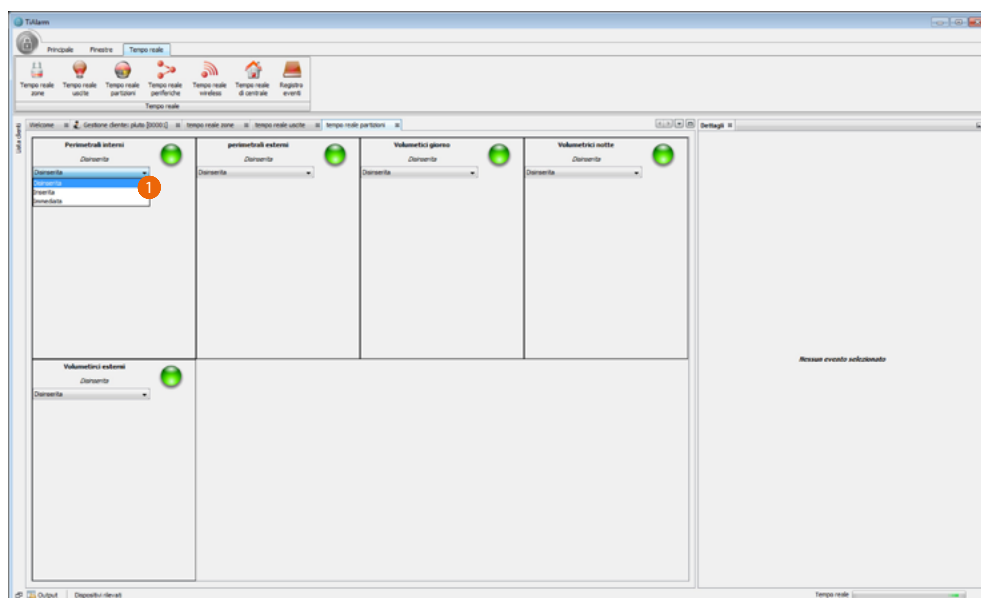 TiAlarm
Principale Finestre Tempo reale
Tempo reale zone
Tempo reale uscite
Tempo reale partizioni
Tempo reale periferiche
Tempo reale wireless
Tempo reale di centrale
Registro eventi
Tempo reale
Welcome Gestione cliente: pluto [00001] tempo reale zone tempo reale uscite tempo reale partizioni
Dettagli
Lista clienti
Perimetrali interni
Disinserita
Disinserita
Disinserita
Inserita
Immediata
1
perimetrali esterni
Disinserita
Disinserita
Volumetici giorno
Disinserita
Disinserita
Volumetrici notte
Disinserita
Disinserita
Volumetirci esterni
Disinserita
Disinserita
Nessun evento selezionato
Output Dispositivi rilevati
Tempo reale